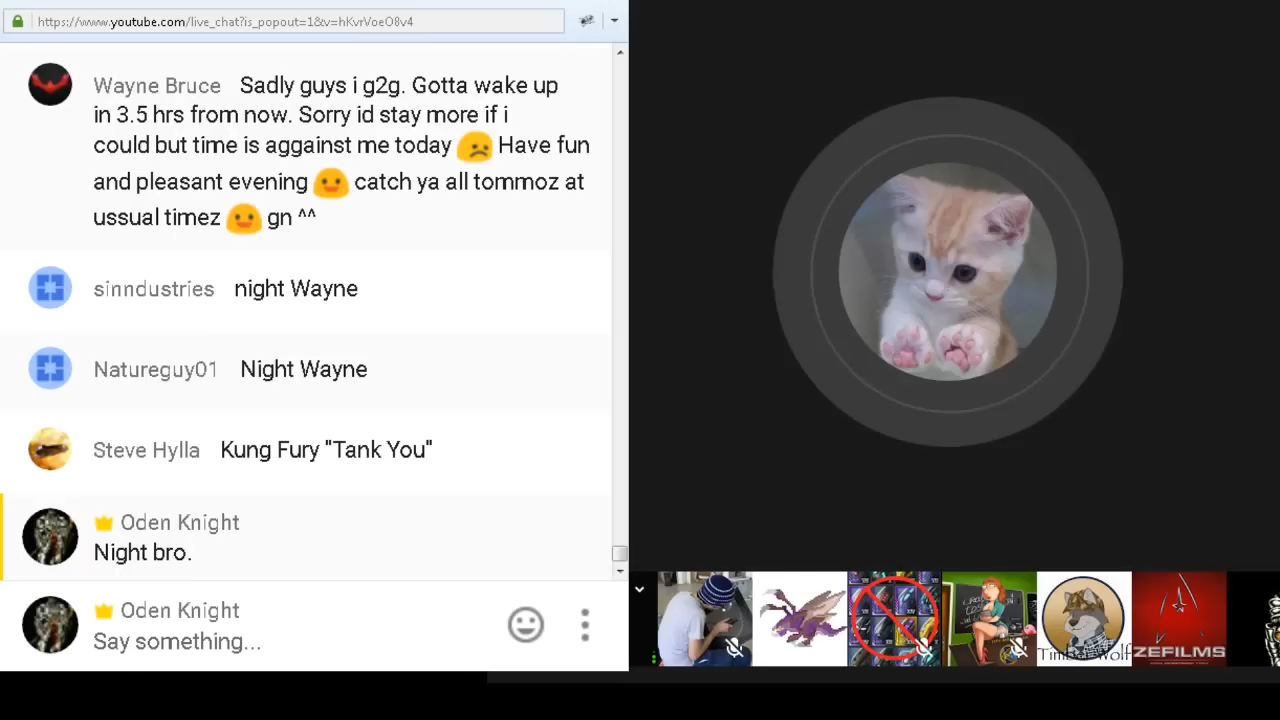 https://www.youtube.com/live_chat?is_popout=1&v=hKvrVoeO8v4
Wayne Bruce Sadly guys i g2g. Gotta wake up
in 3.5 hrs from now. Sorry id stay more if i
could but time is aggainst me today Have fun
and pleasant evening catch ya all tommoz at
ussual timez gn ^^
sinndustries night Wayne
Natureguy01 Night Wayne
Steve Hylla Kung Fury "Tank You"
Oden Knight
Night bro.
Oden Knight
Say something...
ZEFILMS